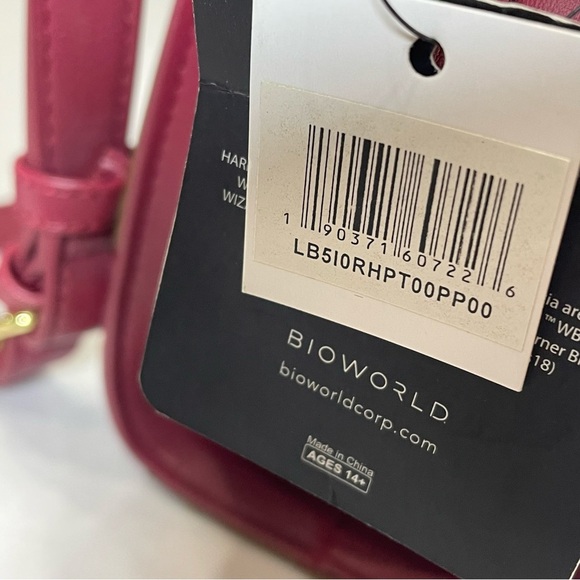 1 90371 60722 6
LB5I0RHPT00PP00
HAR
W
WIZ
ia are
™ WB
rner B
18)
BIOWORLD
bioworldcorp.com
Made in China
AGES 14+